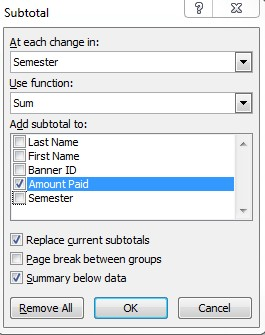 Subtotal
?
At each change in:
Semester
Use function:
Sum
Add subtotal to:
Last Name
First Name
Banner ID
Amount Paid
Semester
Replace current subtotals
Page break between groups
Summary below data
Remove All OK Cancel